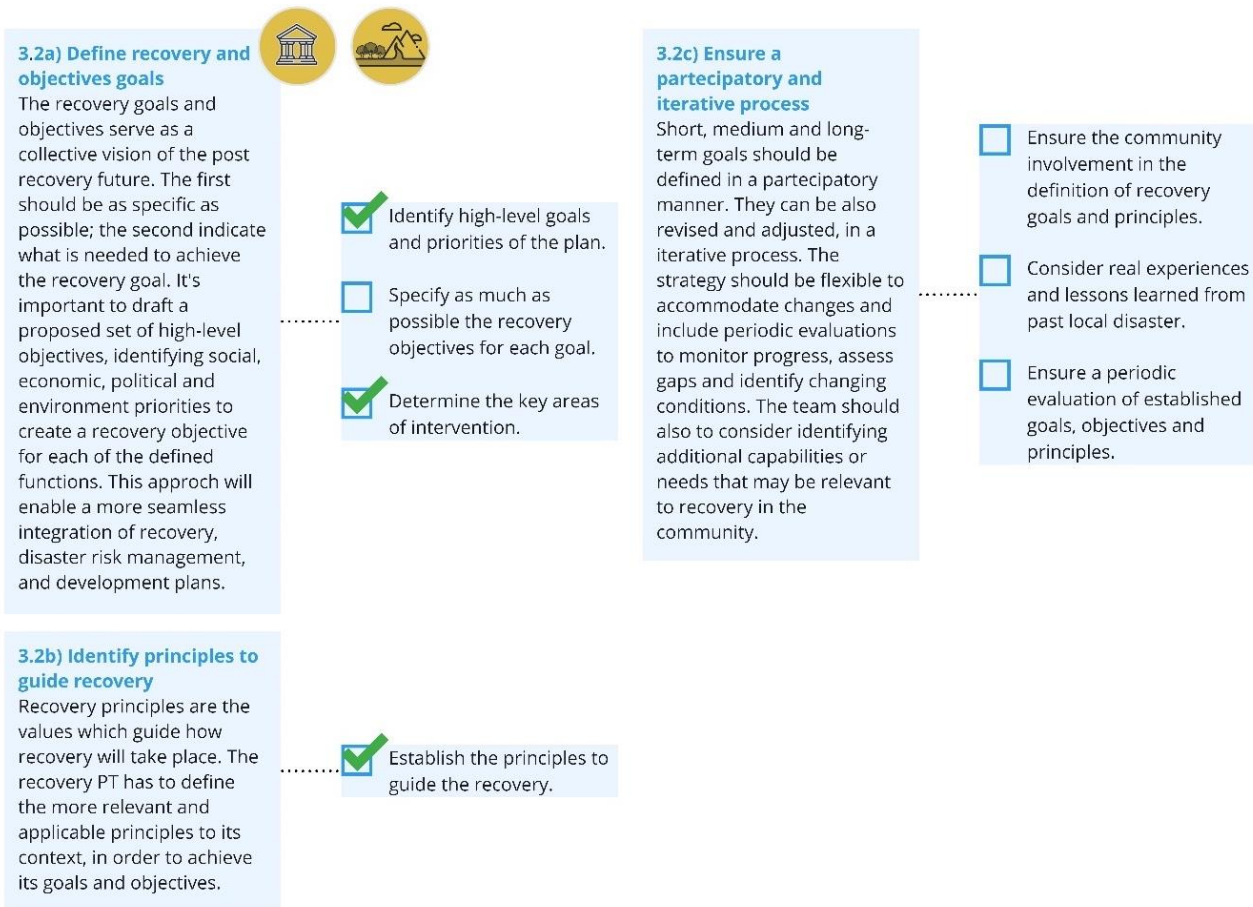 3.2a) Define recovery and
objectives goals
The recovery goals and
objectives serve as a
collective vision of the post
recovery future. The first
should be as specific as
possible; the second indicate
what is needed to achieve
the recovery goal. It's
important to draft a
proposed set of high-level
objectives, identifying social,
economic, political and
environment priorities to
create a recovery objective
for each of the defined
functions. This approch will
enable a more seamless
integration of recovery,
disaster risk management,
and development plans.
Identify high-level goals
and priorities of the plan.
Specify as much as
possible the recovery
objectives for each goal.
Determine the key areas
of intervention.
3.2b) Identify principles to
guide recovery
Recovery principles are the
values which guide how
recovery will take place. The
recovery PT has to define
the more relevant and
applicable principles to its
context, in order to achieve
its goals and objectives.
Establish the principles to
guide the recovery.
3.2c) Ensure a
partecipatory and
iterative process
Short, medium and long-
term goals should be
defined in a partecipatory
manner. They can be also
revised and adjusted, in a
iterative process. The
strategy should be flexible to
accommodate changes and
include periodic evaluations
to monitor progress, assess
gaps and identify changing
conditions. The team should
also to consider identifying
additional capabilities or
needs that may be relevant
to recovery in the
community.
Ensure the community
involvement in the
definition of recovery
goals and principles.
Consider real experiences
and lessons learned from
past local disaster.
Ensure a periodic
evaluation of established
goals, objectives and
principles.